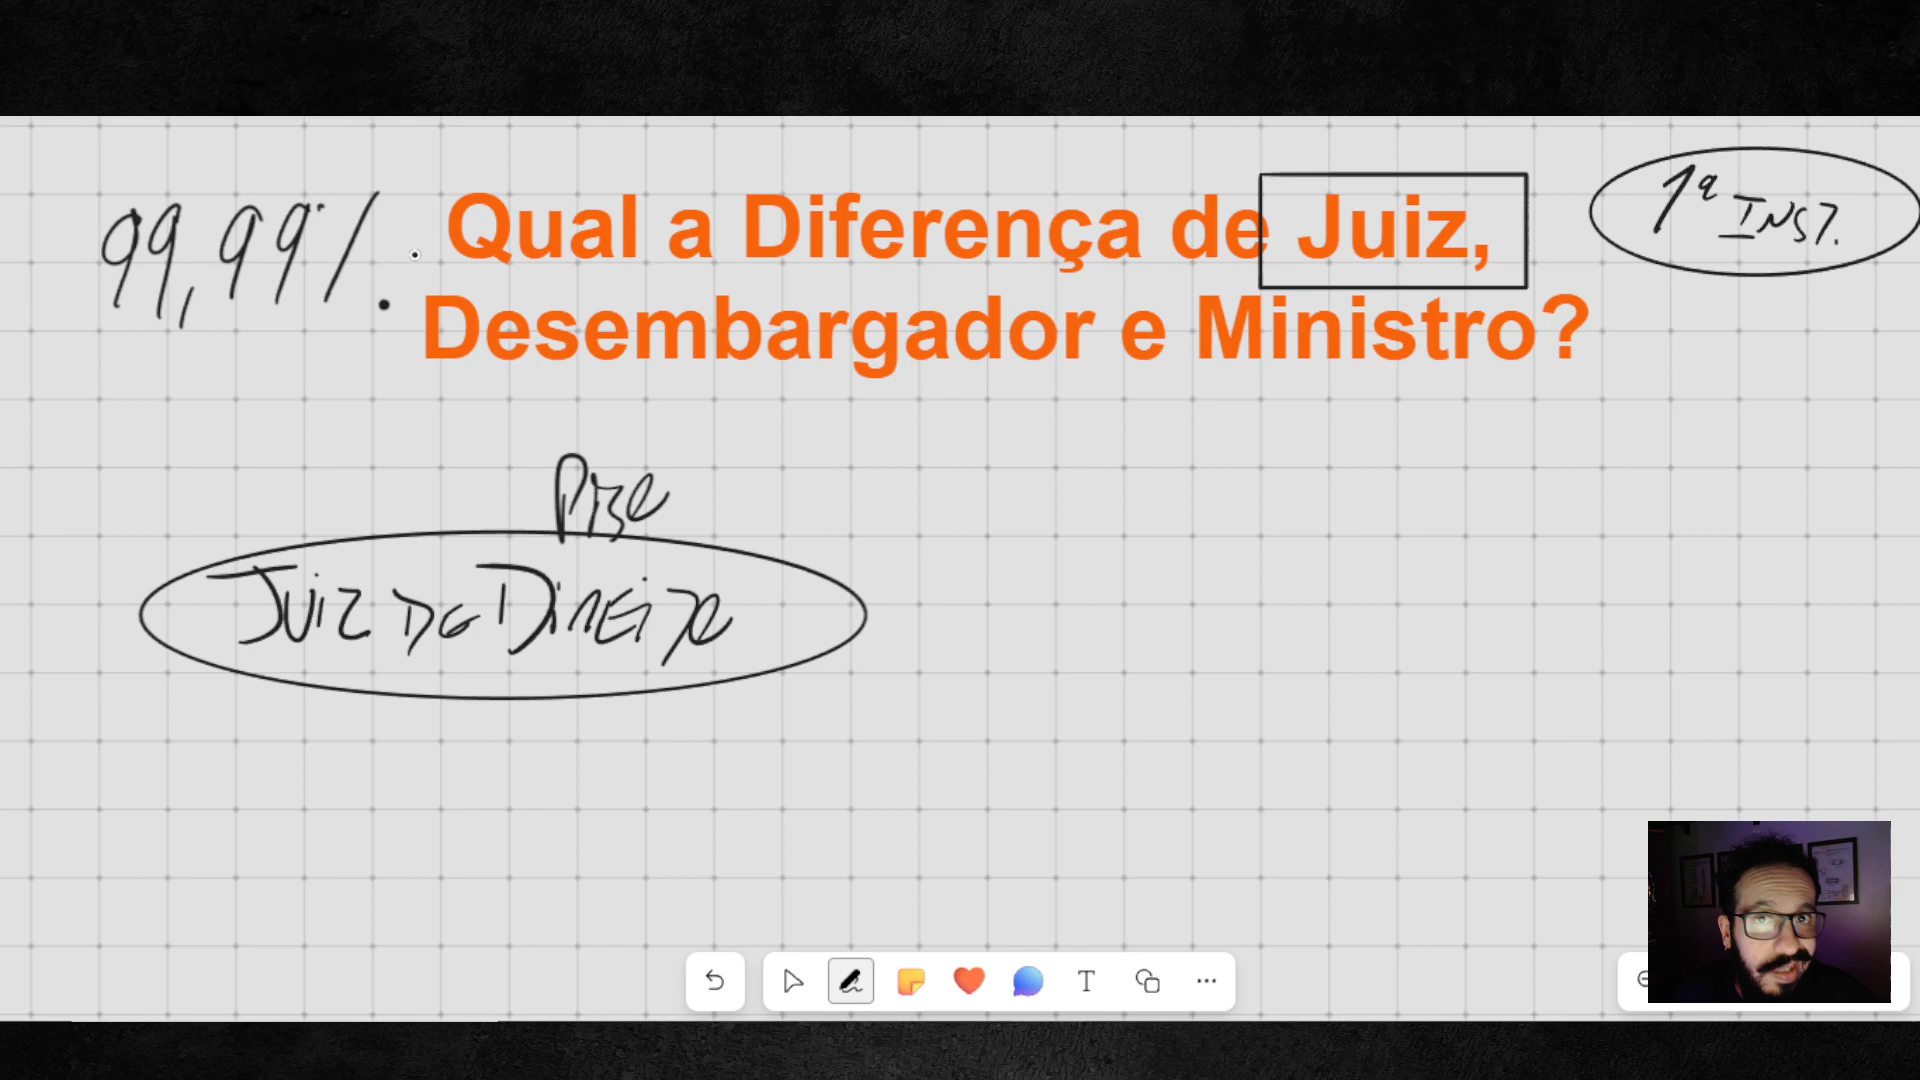 99,99%.
Qual a Diferença de Juiz,
1ª INST.
Desembargador e Ministro?
JUIZ DE DIREITO
T